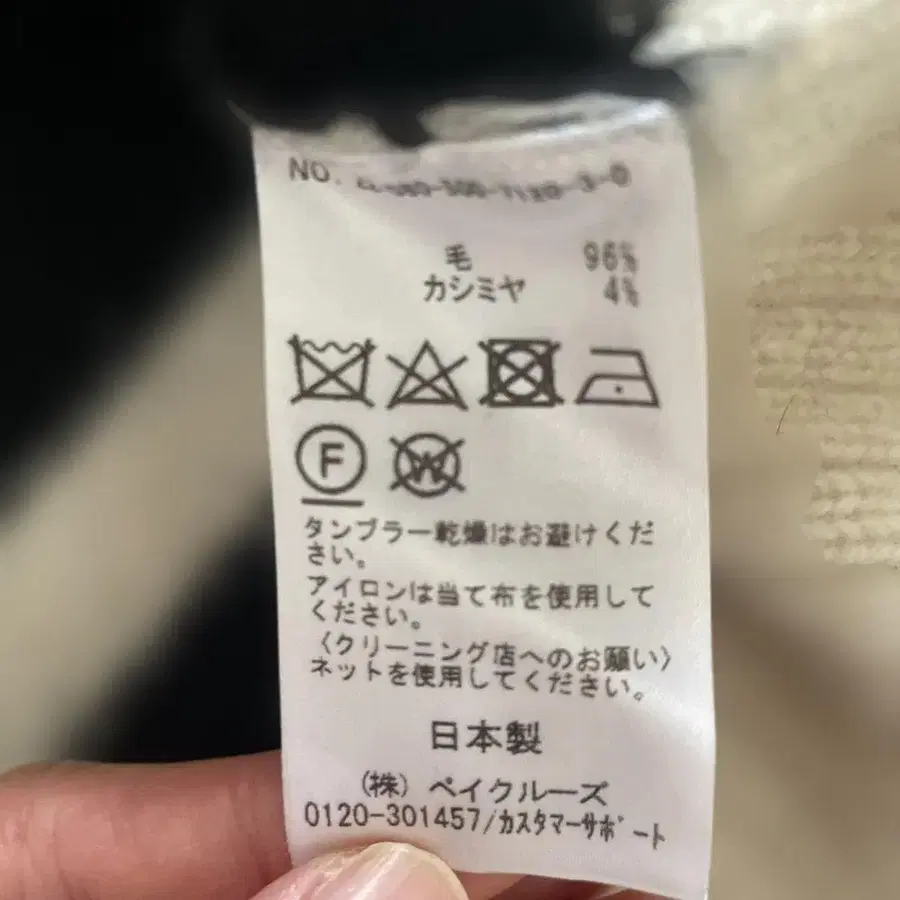 NO.
毛 96%
カシミヤ 4%
F
W
タンブラー乾燥はお避けくだ
さい。
アイロンは当て布を使用して
ください。
〈クリーニング店へのお願い〉
ネットを使用してください。
日本製
(株) ベイクルーズ
0120-301457/カスタマーサポート